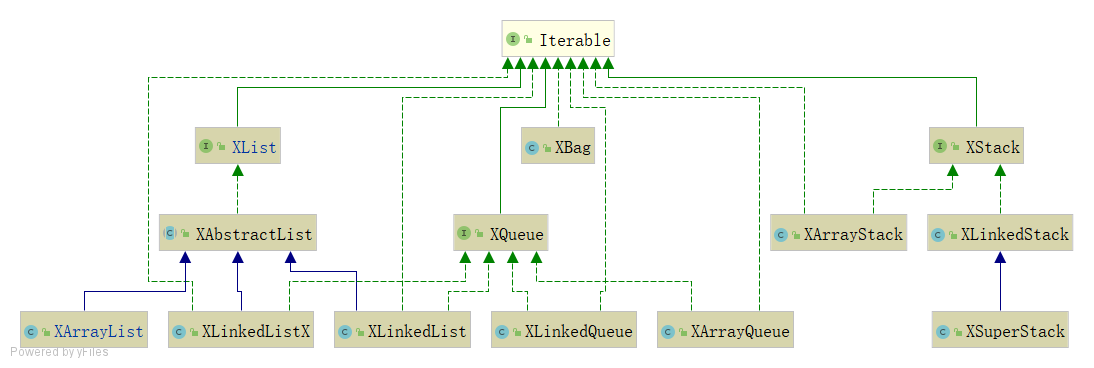 I Iterable
I XList
C XBag
I XStack
C XAbstractList
I XQueue
C XArrayStack
C XLinkedStack
C XArrayList
C XLinkedListX
C XLinkedList
C XLinkedQueue
C XArrayQueue
C XSuperStack
Powered by yFiles